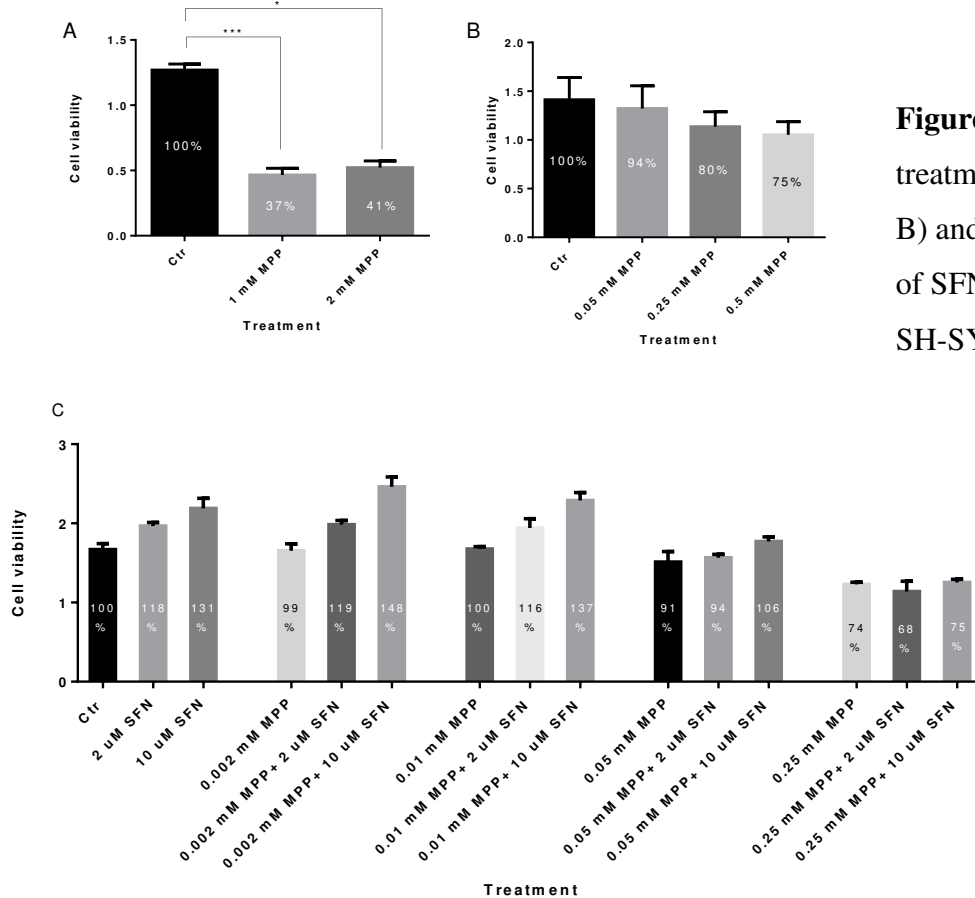 A
*
***
1.5
1.0
0.5
0.0
Cell viability
100%
37%
41%
Ctr
1 mM MPP
2 mM MPP
Treatment
B
2.0
1.5
1.0
0.5
0.0
Cell viability
100%
94%
80%
75%
Ctr
0.05 mM MPP
0.25 mM MPP
0.5 mM MPP
Treatment
Figure
treatm
B) and
of SFN
SH-SY
C
3
2
1
0
Cell viability
100 %
118 %
131 %
99 %
119 %
148 %
100 %
116 %
137 %
91 %
94 %
106 %
74 %
68 %
75 %
Ctr
2 uM SFN
10 uM SFN
0.002 mM MPP
0.002 mM MPP+ 2 uM SFN
0.002 mM MPP+ 10 uM SFN
0.01 mM MPP
0.01 mM MPP+ 2 uM SFN
0.01 mM MPP+ 10 uM SFN
0.05 mM MPP
0.05 mM MPP+ 2 uM SFN
0.05 mM MPP+ 10 uM SFN
0.25 mM MPP
0.25 mM MPP+ 2 uM SFN
0.25 mM MPP+ 10 uM SFN
Treatment